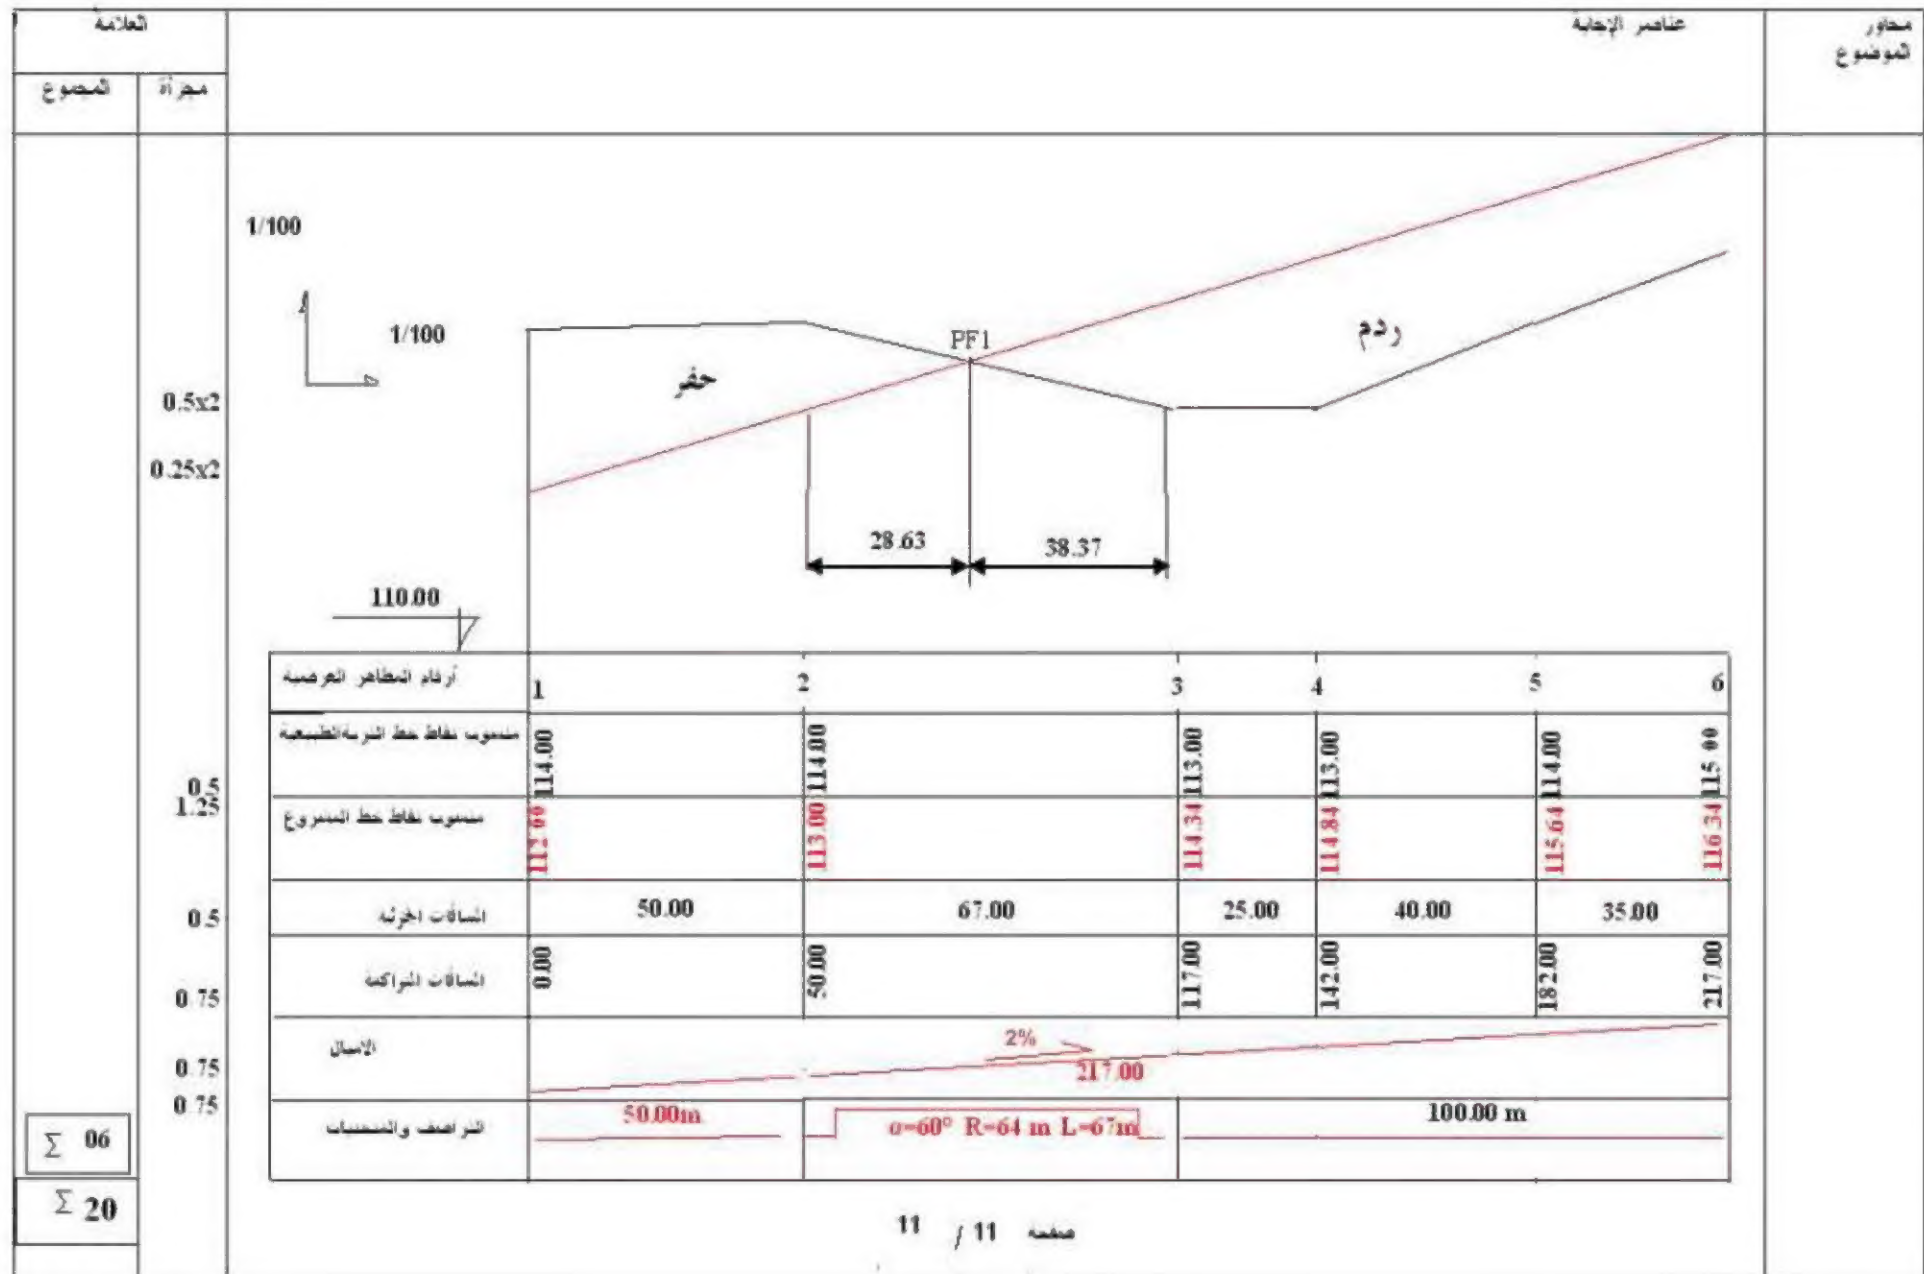 محاور
الموضوع
عناصر الإجابة
العلامة
مجزأة
المجموع
1/100
1/100
PF1
ردم
حفر
0.5x2
0.25x2
28.63
38.37
110.00
أرقام المظاهر العرضية
1 2 3 4 5 6
منسوب نقاط خط التربة الطبيعية
114.00 114.00 113.00 113.00 114.00 115.00
0.5
1.25
منسوب نقاط خط المشروع
112.00 113.00 114.34 114.84 115.64 116.34
المسافات الجزئية
50.00 67.00 25.00 40.00 35.00
0.5
المسافات المتراكمة
0.00 50.00 117.00 142.00 182.00 217.00
0.75
الاميال
2%
217.00
0.75
التراصف والمنحنيات
50.00m
α=60° R=64 m L=67m
100.00 m
0.75
Σ 06
Σ 20
صفحة 11 / 11